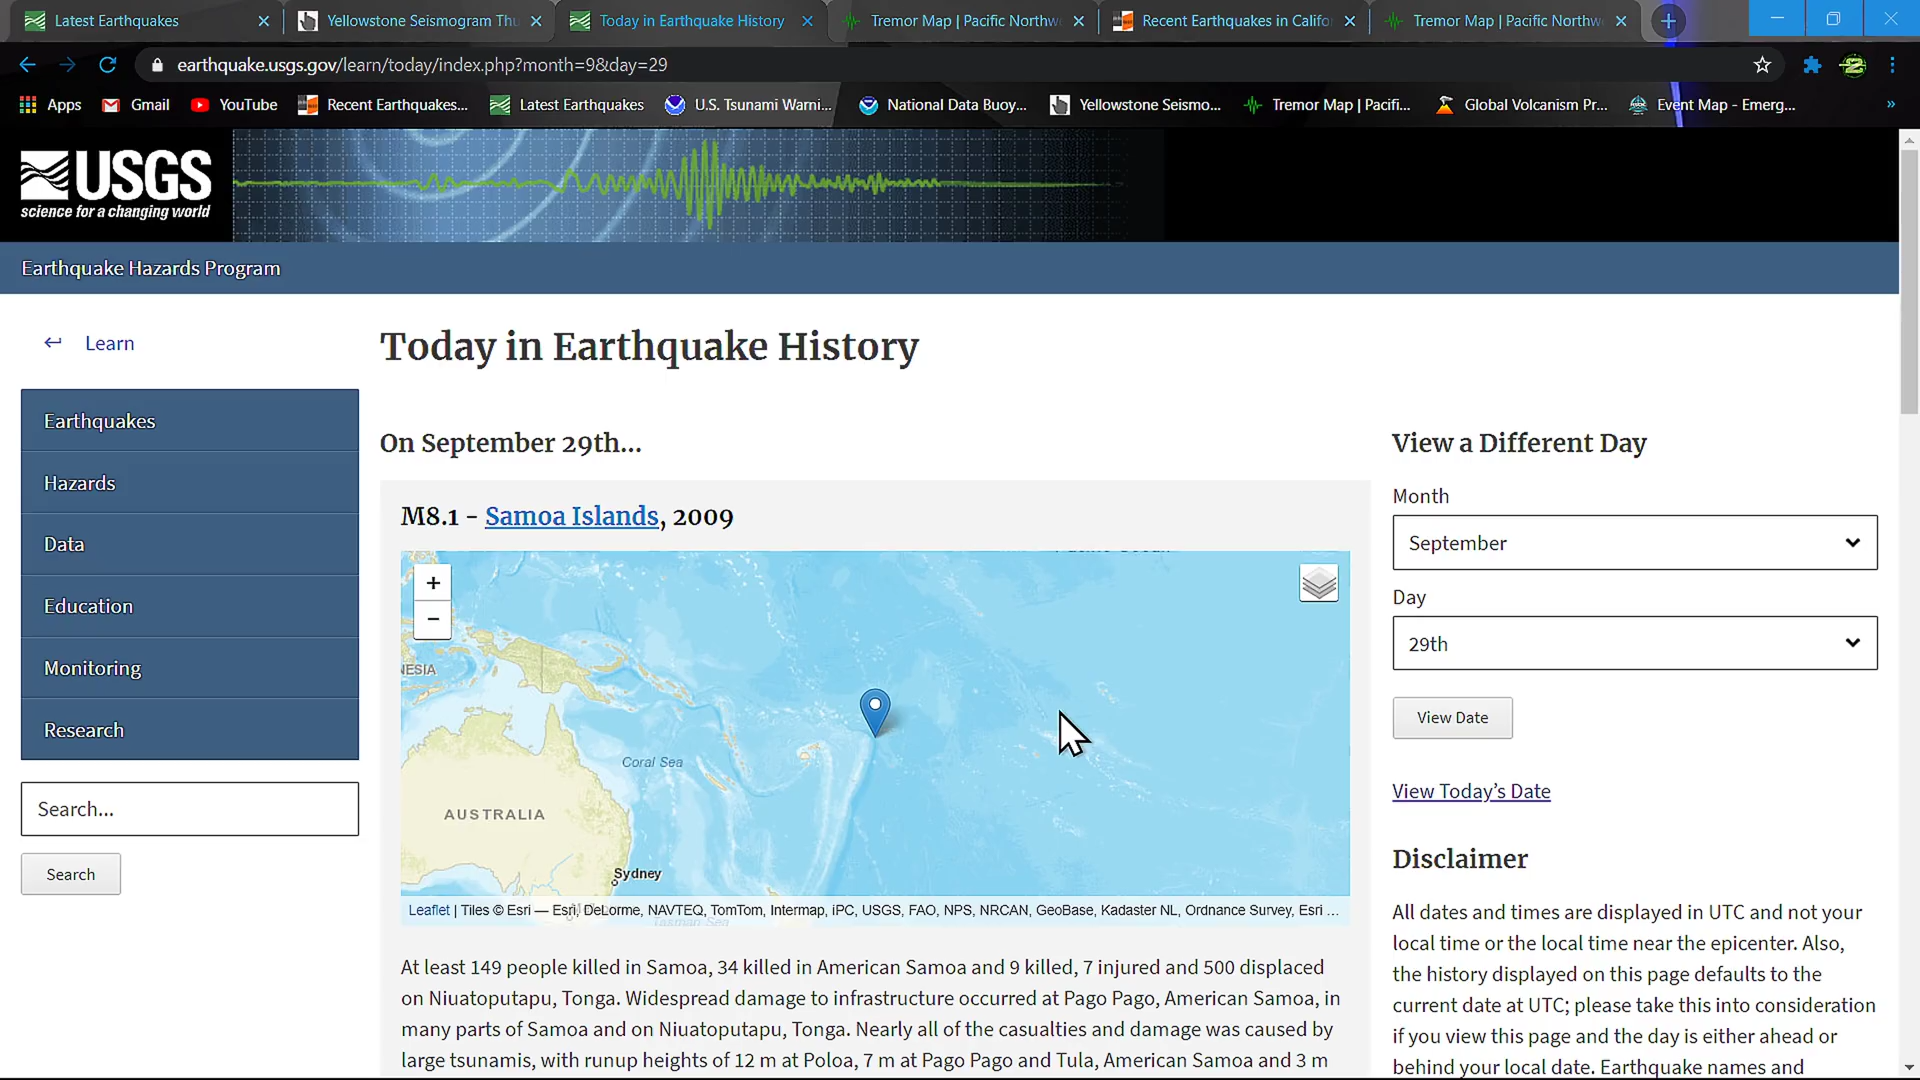 Latest Earthquakes
Yellowstone Seismogram Thu
Today in Earthquake History
Tremor Map | Pacific Northw
Recent Earthquakes in Califo
Tremor Map | Pacific Northwe
earthquake.usgs.gov/learn/today/index.php?month=9&day=29
Apps
Gmail
YouTube
Recent Earthquakes...
Latest Earthquakes
U.S. Tsunami Warni...
National Data Buoy...
Yellowstone Seismo...
Tremor Map | Pacifi...
Global Volcanism Pr...
Event Map - Emerg...
»
USGS
science for a changing world
Earthquake Hazards Program
Learn
Earthquakes
Hazards
Data
Education
Monitoring
Research
Search...
Search
Today in Earthquake History
On September 29th...
M8.1 - Samoa Islands, 2009
+
−
NESIA
Coral Sea
AUSTRALIA
Sydney
Tasman Sea
Leaflet | Tiles © Esri — Esri, DeLorme, NAVTEQ, TomTom, Intermap, iPC, USGS, FAO, NPS, NRCAN, GeoBase, Kadaster NL, Ordnance Survey, Esri ...
At least 149 people killed in Samoa, 34 killed in American Samoa and 9 killed, 7 injured and 500 displaced
on Niuatoputapu, Tonga. Widespread damage to infrastructure occurred at Pago Pago, American Samoa, in
many parts of Samoa and on Niuatoputapu, Tonga. Nearly all of the casualties and damage was caused by
large tsunamis, with runup heights of 12 m at Poloa, 7 m at Pago Pago and Tula, American Samoa and 3 m
View a Different Day
Month
September
Day
29th
View Date
View Today's Date
Disclaimer
All dates and times are displayed in UTC and not your
local time or the local time near the epicenter. Also,
the history displayed on this page defaults to the
current date at UTC; please take this into consideration
if you view this page and the day is either ahead or
behind your local date. Earthquake names and